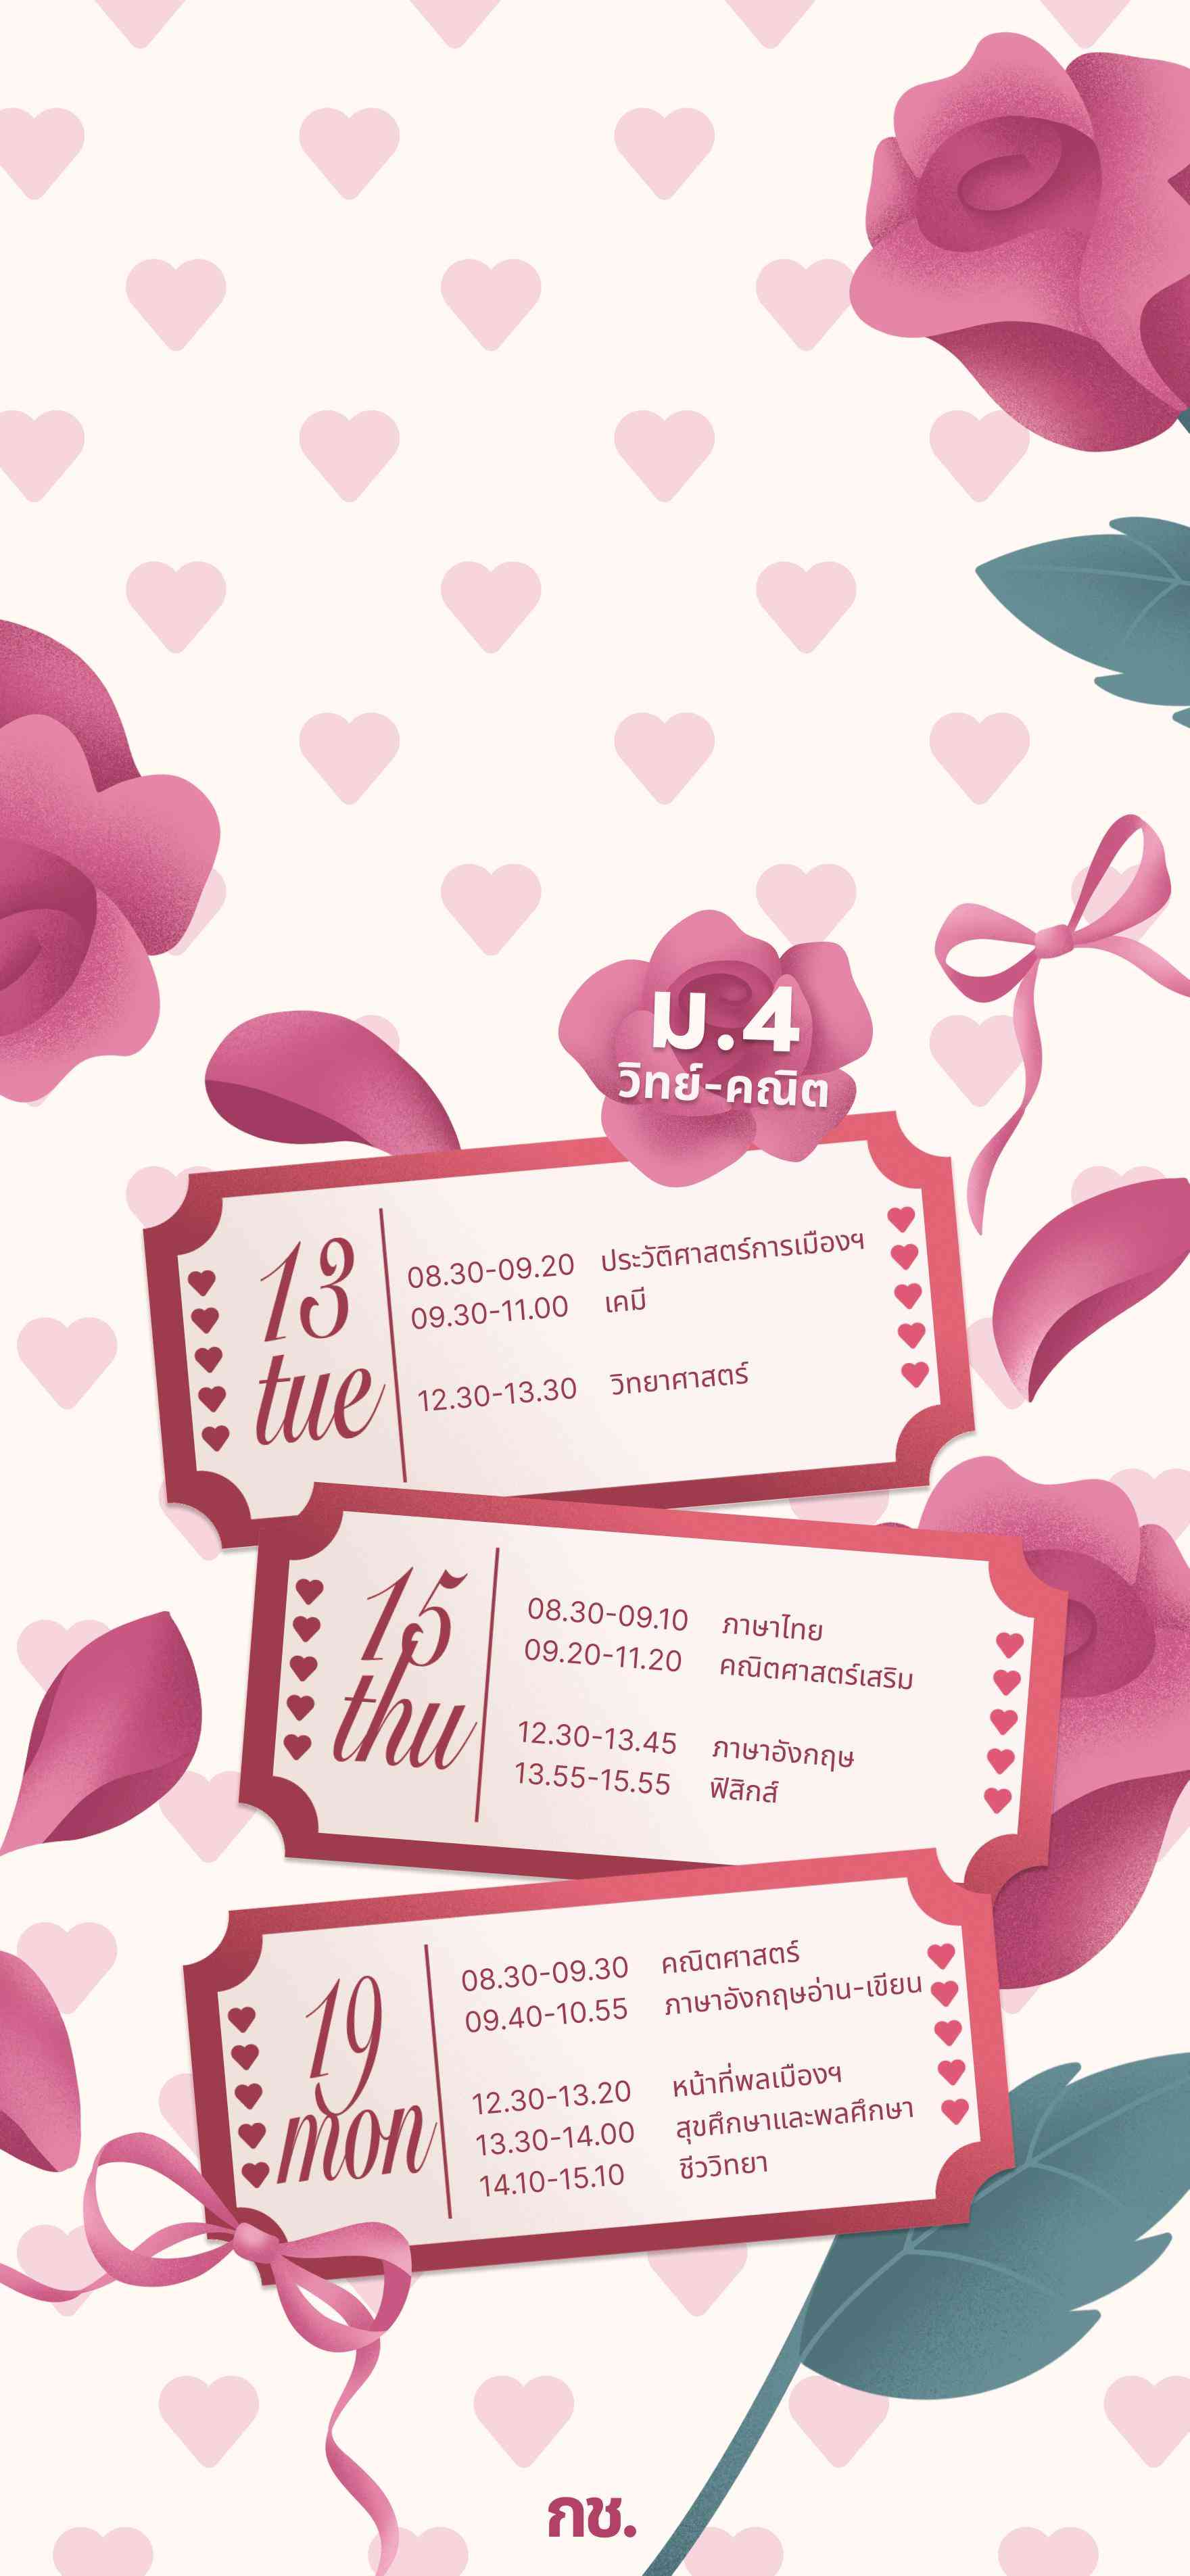 ม.4
วิทย์-คณิต
13
tue
08.30-09.20 ประวัติศาสตร์การเมืองฯ
09.30-11.00 เคมี
12.30-13.30 วิทยาศาสตร์
15
thu
08.30-09.10 ภาษาไทย
09.20-11.20 คณิตศาสตร์เสริม
12.30-13.45 ภาษาอังกฤษ
13.55-15.55 ฟิสิกส์
19
mon
08.30-09.30 คณิตศาสตร์
09.40-10.55 ภาษาอังกฤษอ่าน-เขียน
12.30-13.20 หน้าที่พลเมืองฯ
13.30-14.00 สุขศึกษาและพลศึกษา
14.10-15.10 ชีววิทยา
กช.